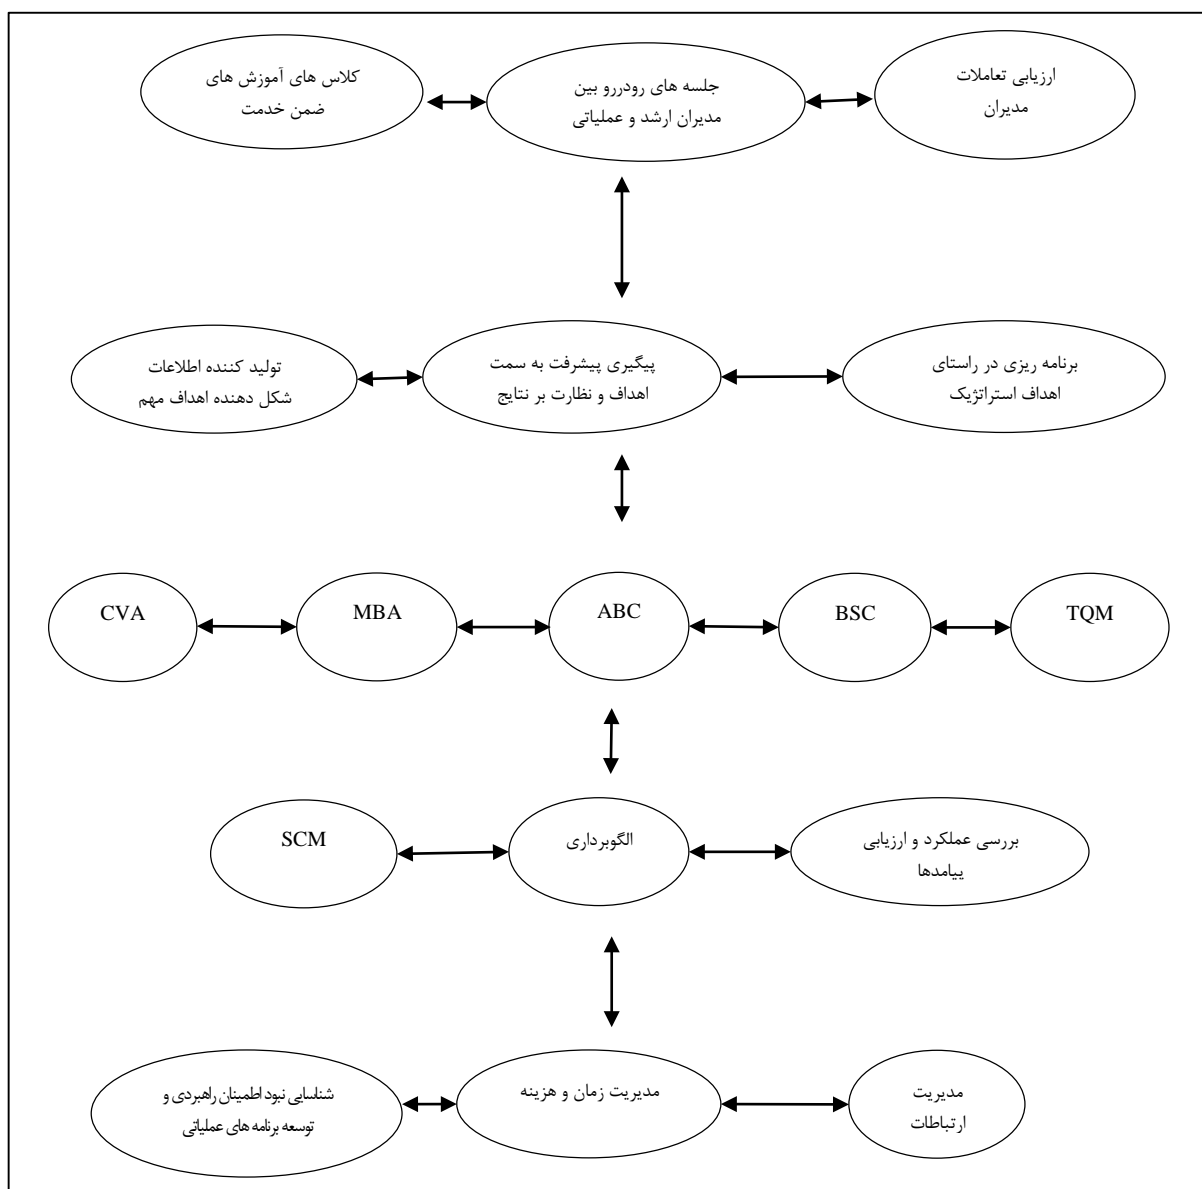 ارزیابی تعاملات
مدیران
جلسه های رودررو بین
مدیران ارشد و عملیاتی
کلاس های آموزش های
ضمن خدمت
برنامه ریزی در راستای
اهداف استراتژیک
پیگیری پیشرفت به سمت
اهداف و نظارت بر نتایج
تولید کننده اطلاعات
شکل دهنده اهداف مهم
TQM
BSC
ABC
MBA
CVA
بررسی عملکرد و ارزیابی
پیامدها
الگوبرداری
SCM
مدیریت
ارتباطات
مدیریت زمان و هزینه
شناسایی نبود اطمینان راهبردی و
توسعه برنامه های عملیاتی